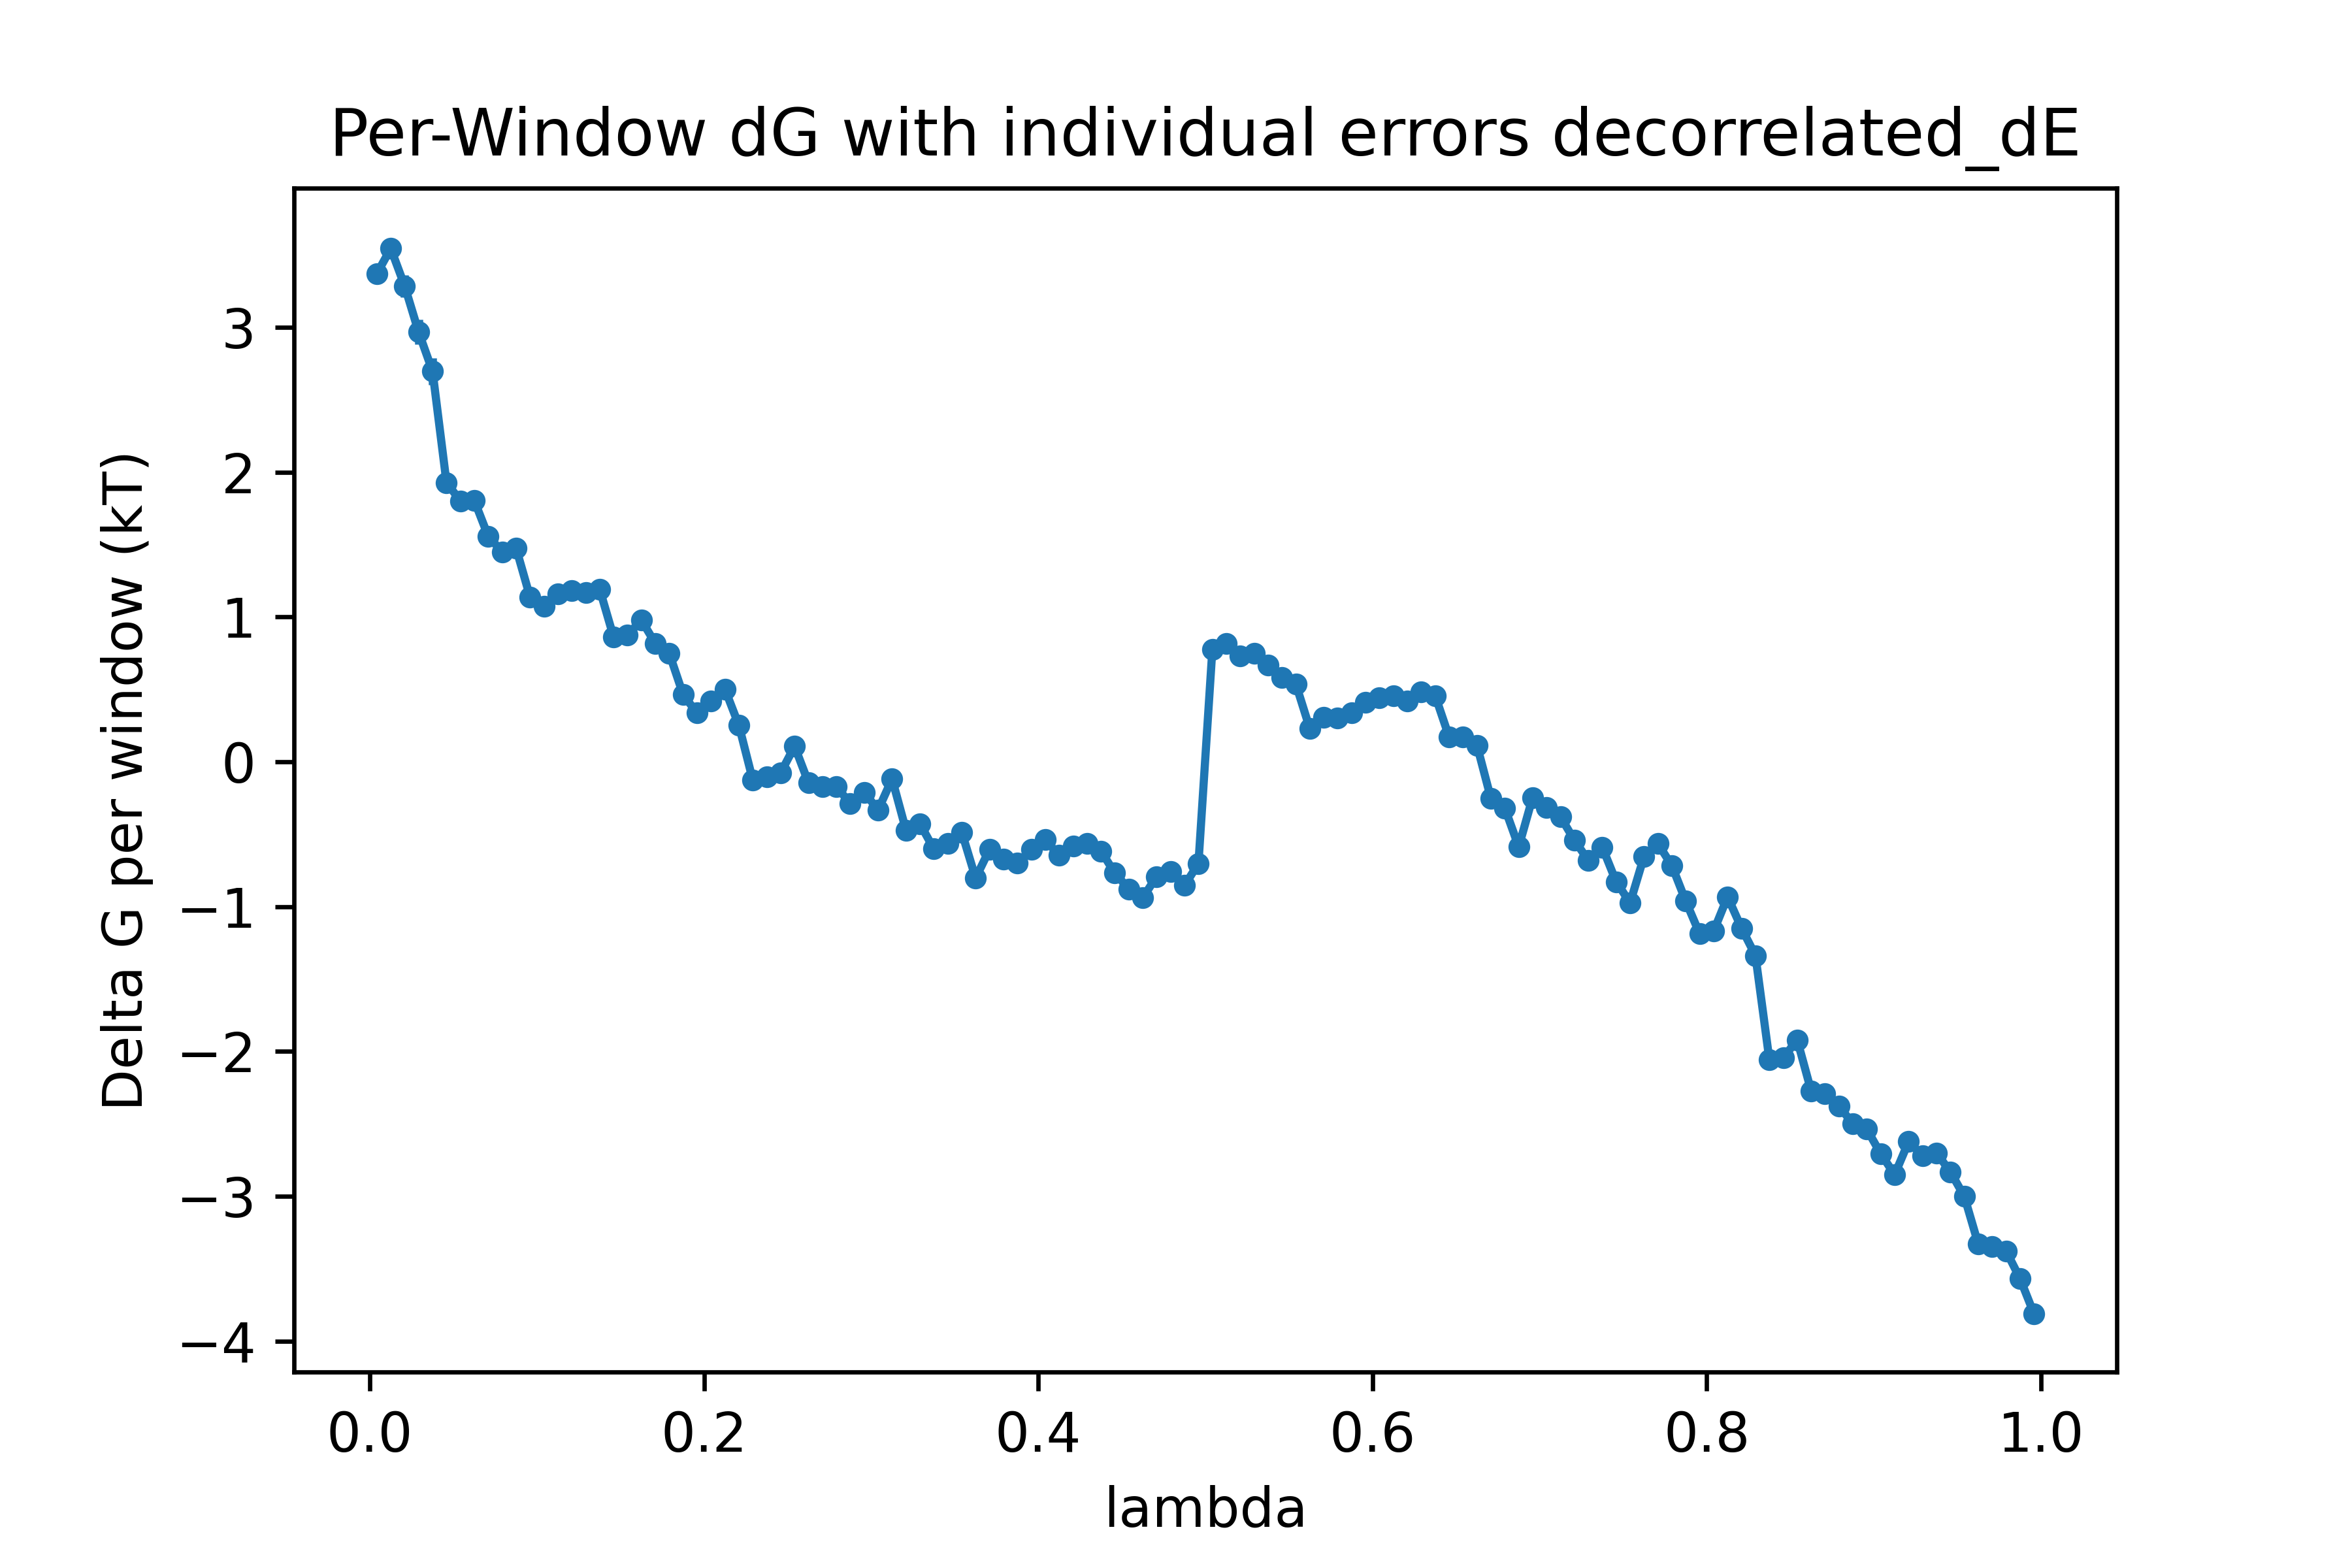 Per-Window dG with individual errors decorrelated_dE
Delta G per window (kT)
3
2
1
0
−1
−2
−3
−4
0.0 0.2 0.4 0.6 0.8 1.0
lambda